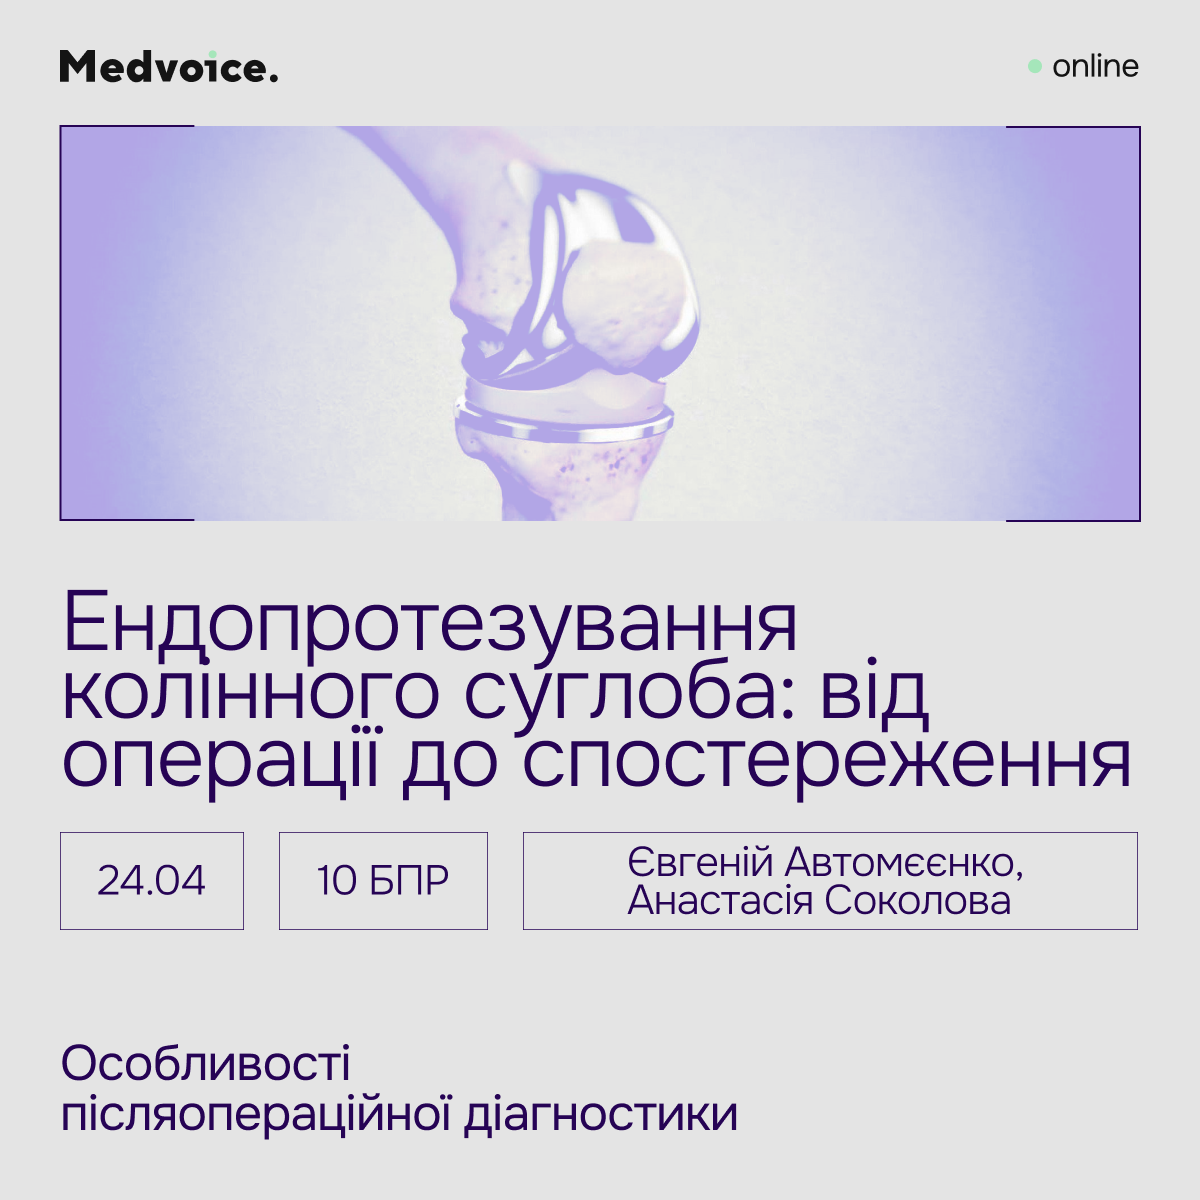 Medvoice.
online
Ендопротезування
колінного суглоба: від
операції до спостереження
24.04
10 БПР
Євгеній Автомєєнко,
Анастасія Соколова
Особливості
післяопераційної діагностики